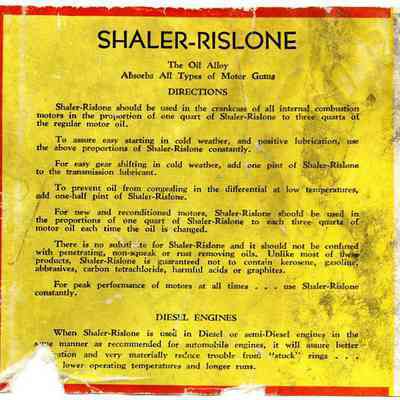 SHALER-RISLONE
The Oil Alloy
Absorbs All Types of Motor Gums
DIRECTIONS
Shaler-Rislone should be used in the crankcase of all internal combustion
motors in the proportion of one quart of Shaler-Rislone to three quarts of
the regular motor oil.
To assure easy starting in cold weather, and positive lubrication, use
the above proportions of Shaler-Rislone constantly.
For easy gear shifting in cold weather, add one pint of Shaler-Rislone
to the transmission lubricant.
To prevent oil from congealing in the differential at low temperatures,
add one-half pint of Shaler-Rislone.
For new and reconditioned motors, Shaler-Rislone should be used in
the proportions of one quart of Shaler-Rislone to each three quarts of
motor oil each time the oil is changed.
There is no substitute for Shaler-Rislone and it should not be confused
with penetrating, non-squeak or rust removing oils. Unlike most of these
products, Shaler-Rislone is guaranteed not to contain kerosene, gasoline,
abbrasives, carbon tetrachloride, harmful acids or graphites.
For peak performance of motors at all times . . . . use Shaler-Rislone
constantly.
DIESEL ENGINES
When Shaler-Rislone is used in Diesel or semi-Diesel engines in the
same manner as recommended for automobile engines, it will assure better
and very materially reduce trouble from "stuck" rings . . . .
lower operating temperatures and longer runs.